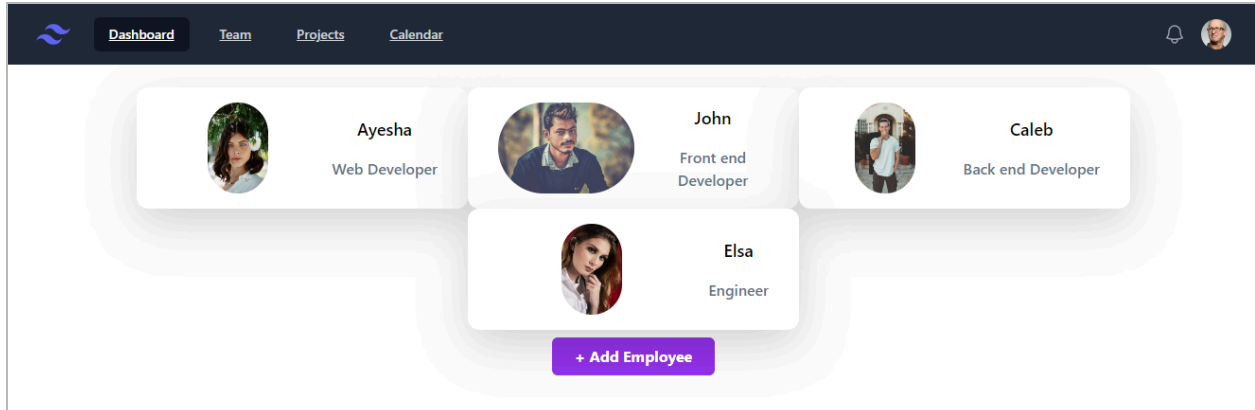 Dashboard Team Projects Calendar
Ayesha
Web Developer
John
Front end
Developer
Caleb
Back end Developer
Elsa
Engineer
+ Add Employee